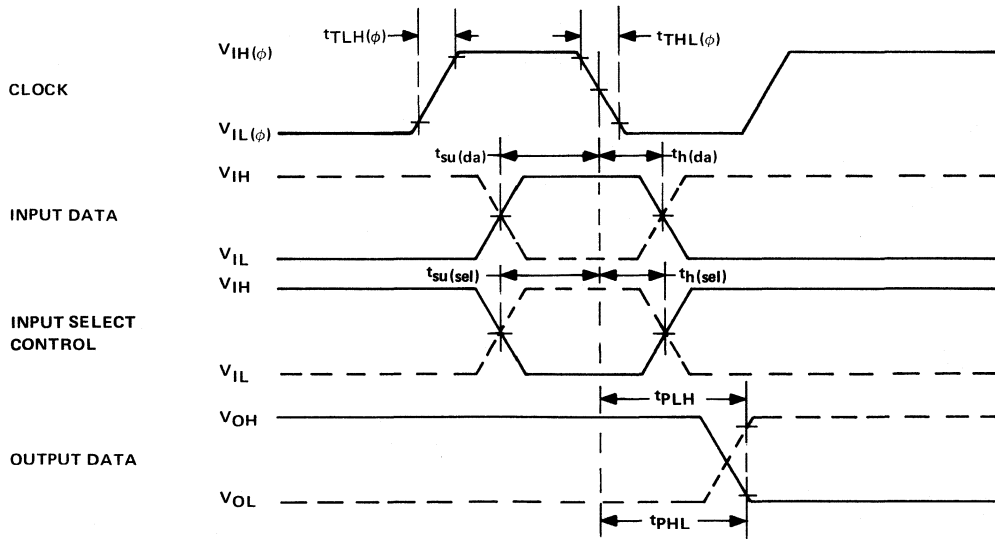 tTLH(ϕ)
tTHL(ϕ)
VIH(ϕ)
CLOCK
VIL(ϕ)
tsu(da)
th(da)
VIH
INPUT DATA
VIL
tsu(sel)
th(sel)
VIH
INPUT SELECT
CONTROL
VIL
tPLH
VOH
OUTPUT DATA
VOL
tPHL